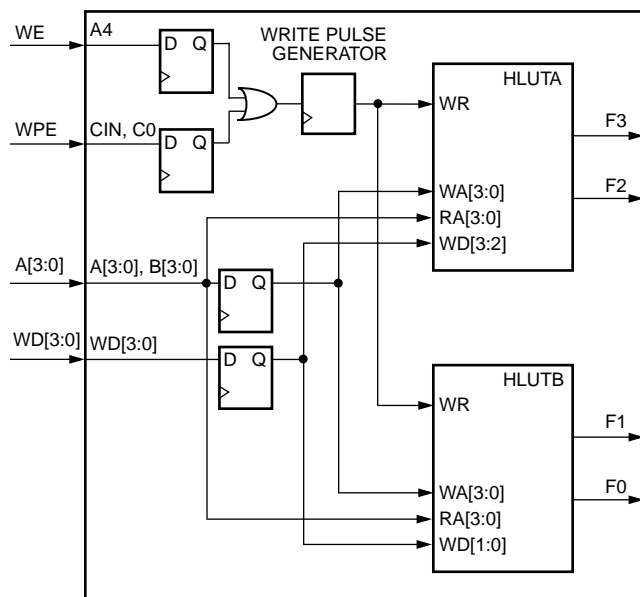 WE
A4
D Q
WRITE PULSE
GENERATOR
HLUTA
WR
F3
WPE
CIN, C0
D Q
F2
WA[3:0]
RA[3:0]
WD[3:2]
A[3:0]
A[3:0], B[3:0]
D Q
WD[3:0]
WD[3:0]
D Q
HLUTB
WR
F1
WA[3:0]
F0
RA[3:0]
WD[1:0]